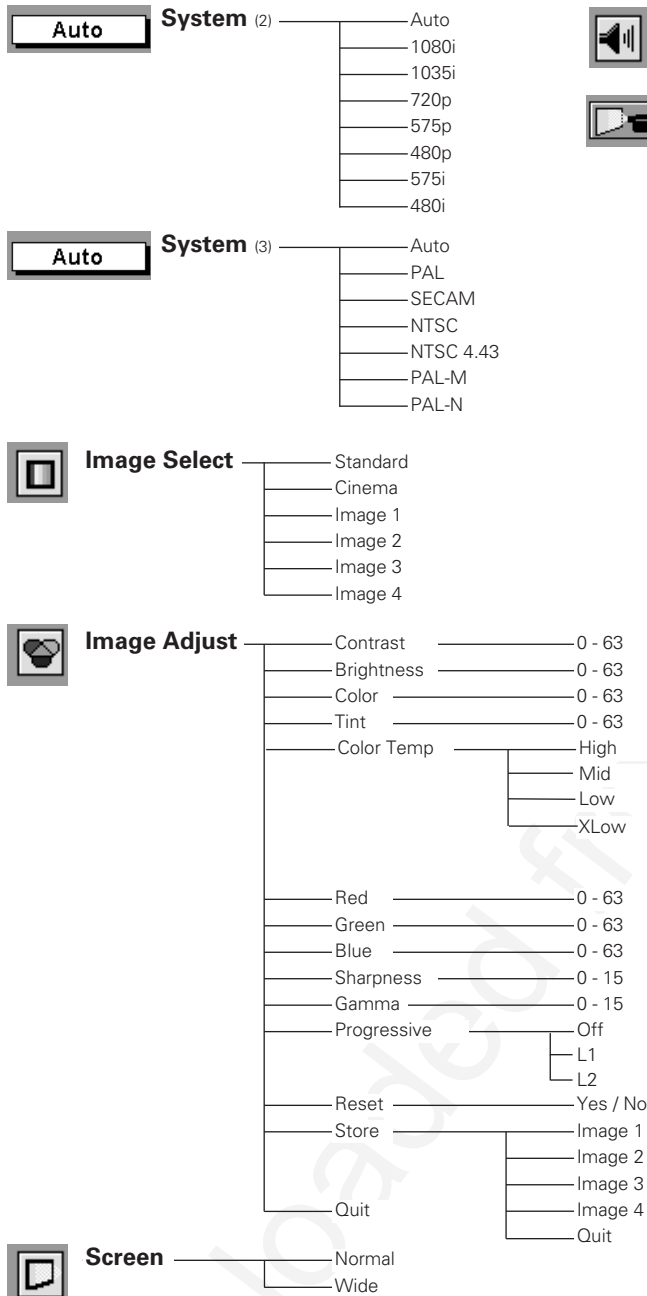 Auto
System (2)
Auto
1080i
1035i
720p
575p
480p
575i
480i
Auto
System (3)
Auto
PAL
SECAM
NTSC
NTSC 4.43
PAL-M
PAL-N
Image Select
Standard
Cinema
Image 1
Image 2
Image 3
Image 4
Image Adjust
Contrast 0 - 63
Brightness 0 - 63
Color 0 - 63
Tint 0 - 63
Color Temp High
Mid
Low
XLow
Red 0 - 63
Green 0 - 63
Blue 0 - 63
Sharpness 0 - 15
Gamma 0 - 15
Progressive Off
L1
L2
Reset Yes / No
Store Image 1
Image 2
Image 3
Quit Image 4
Quit
Screen
Normal
Wide